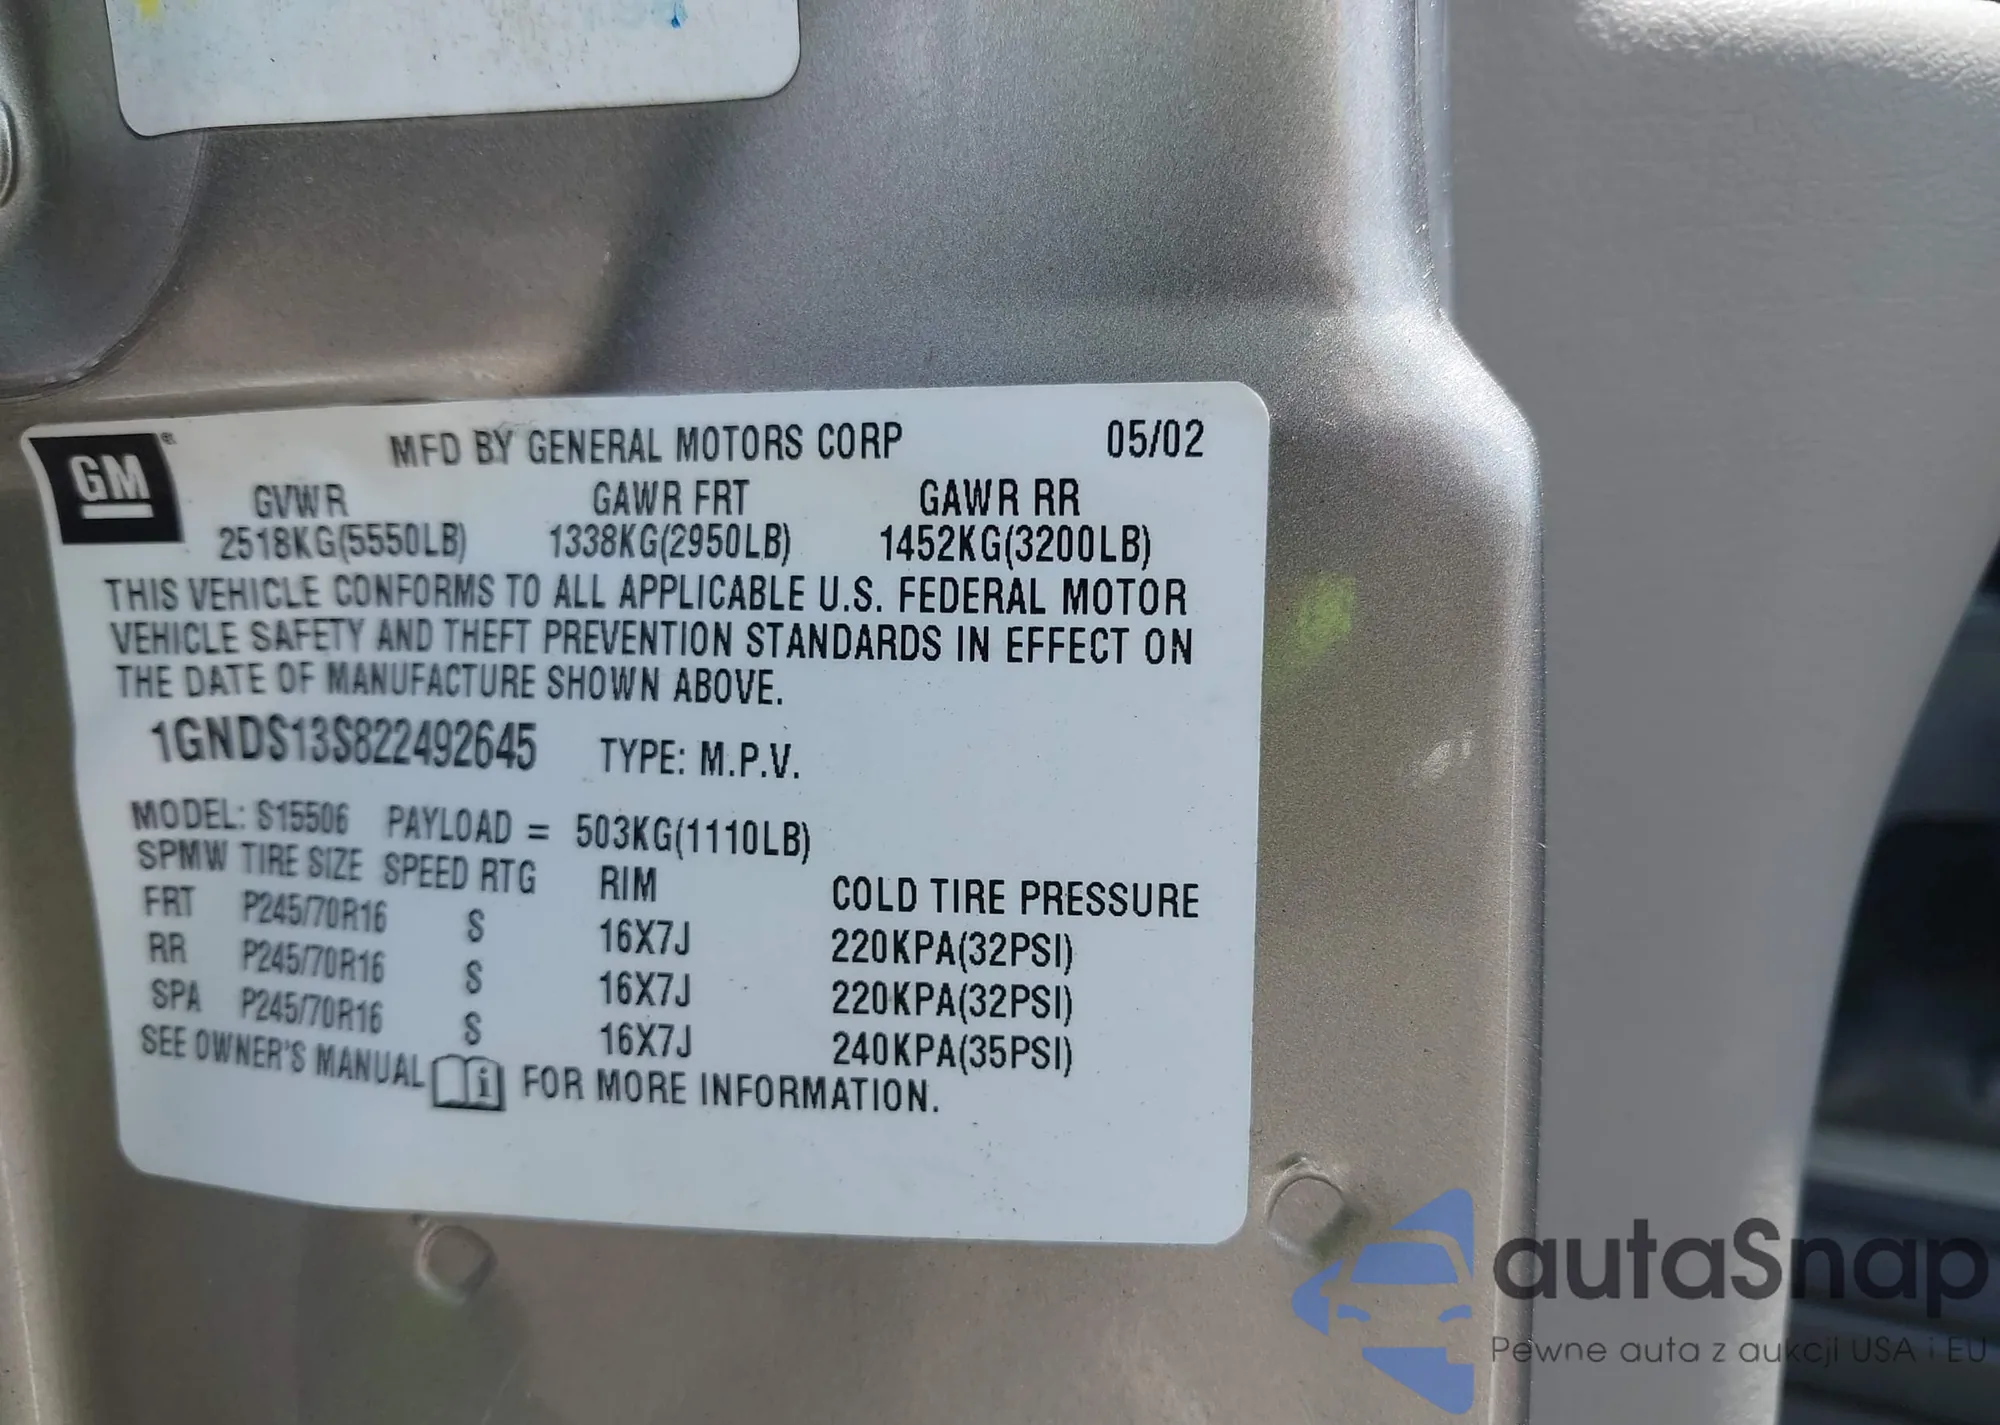 GM®
MFD BY GENERAL MOTORS CORP 05/02
GVWR GAWR FRT GAWR RR
2518KG(5550LB) 1338KG(2950LB) 1452KG(3200LB)
THIS VEHICLE CONFORMS TO ALL APPLICABLE U.S. FEDERAL MOTOR
VEHICLE SAFETY AND THEFT PREVENTION STANDARDS IN EFFECT ON
THE DATE OF MANUFACTURE SHOWN ABOVE.
1GNDS13S822492645 TYPE: M.P.V.
MODEL: S15506 PAYLOAD = 503KG(1110LB)
SPMW TIRE SIZE SPEED RTG RIM COLD TIRE PRESSURE
FRT P245/70R16 S 16X7J 220KPA(32PSI)
RR P245/70R16 S 16X7J 220KPA(32PSI)
SPA P245/70R16 S 16X7J 240KPA(35PSI)
SEE OWNER'S MANUAL i FOR MORE INFORMATION.
autaSnap
Pewne auta z aukcji USA i EU